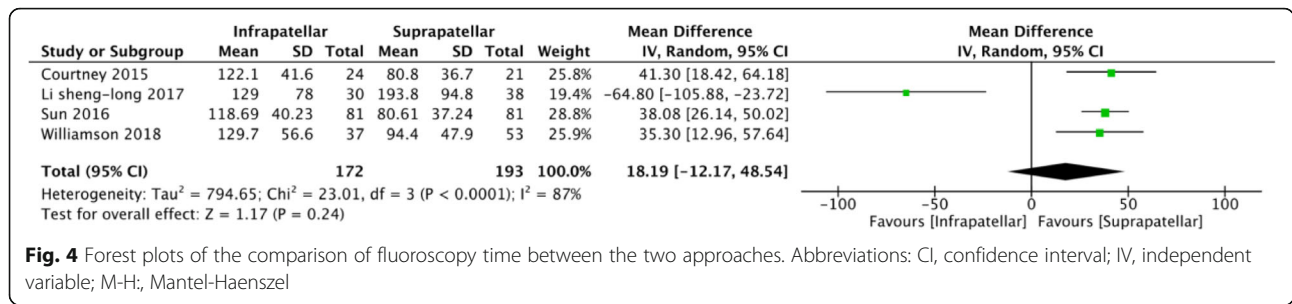 Infrapatellar Suprapatellar Mean Difference Mean Difference
Study or Subgroup Mean SD Total Mean SD Total Weight IV, Random, 95% CI IV, Random, 95% CI
Courtney 2015 122.1 41.6 24 80.8 36.7 21 25.8% 41.30 [18.42, 64.18]
Li sheng-long 2017 129 78 30 193.8 94.8 38 19.4% -64.80 [-105.88, -23.72]
Sun 2016 118.69 40.23 81 80.61 37.24 81 28.8% 38.08 [26.14, 50.02]
Williamson 2018 129.7 56.6 37 94.4 47.9 53 25.9% 35.30 [12.96, 57.64]
Total (95% CI) 172 193 100.0% 18.19 [-12.17, 48.54]
Heterogeneity: Tau² = 794.65; Chi² = 23.01, df = 3 (P < 0.0001); I² = 87%
Test for overall effect: Z = 1.17 (P = 0.24)
-100 -50 0 50 100
Favours [Infrapatellar] Favours [Suprapatellar]
Fig. 4 Forest plots of the comparison of fluoroscopy time between the two approaches. Abbreviations: CI, confidence interval; IV, independent
variable; M-H:, Mantel-Haenszel